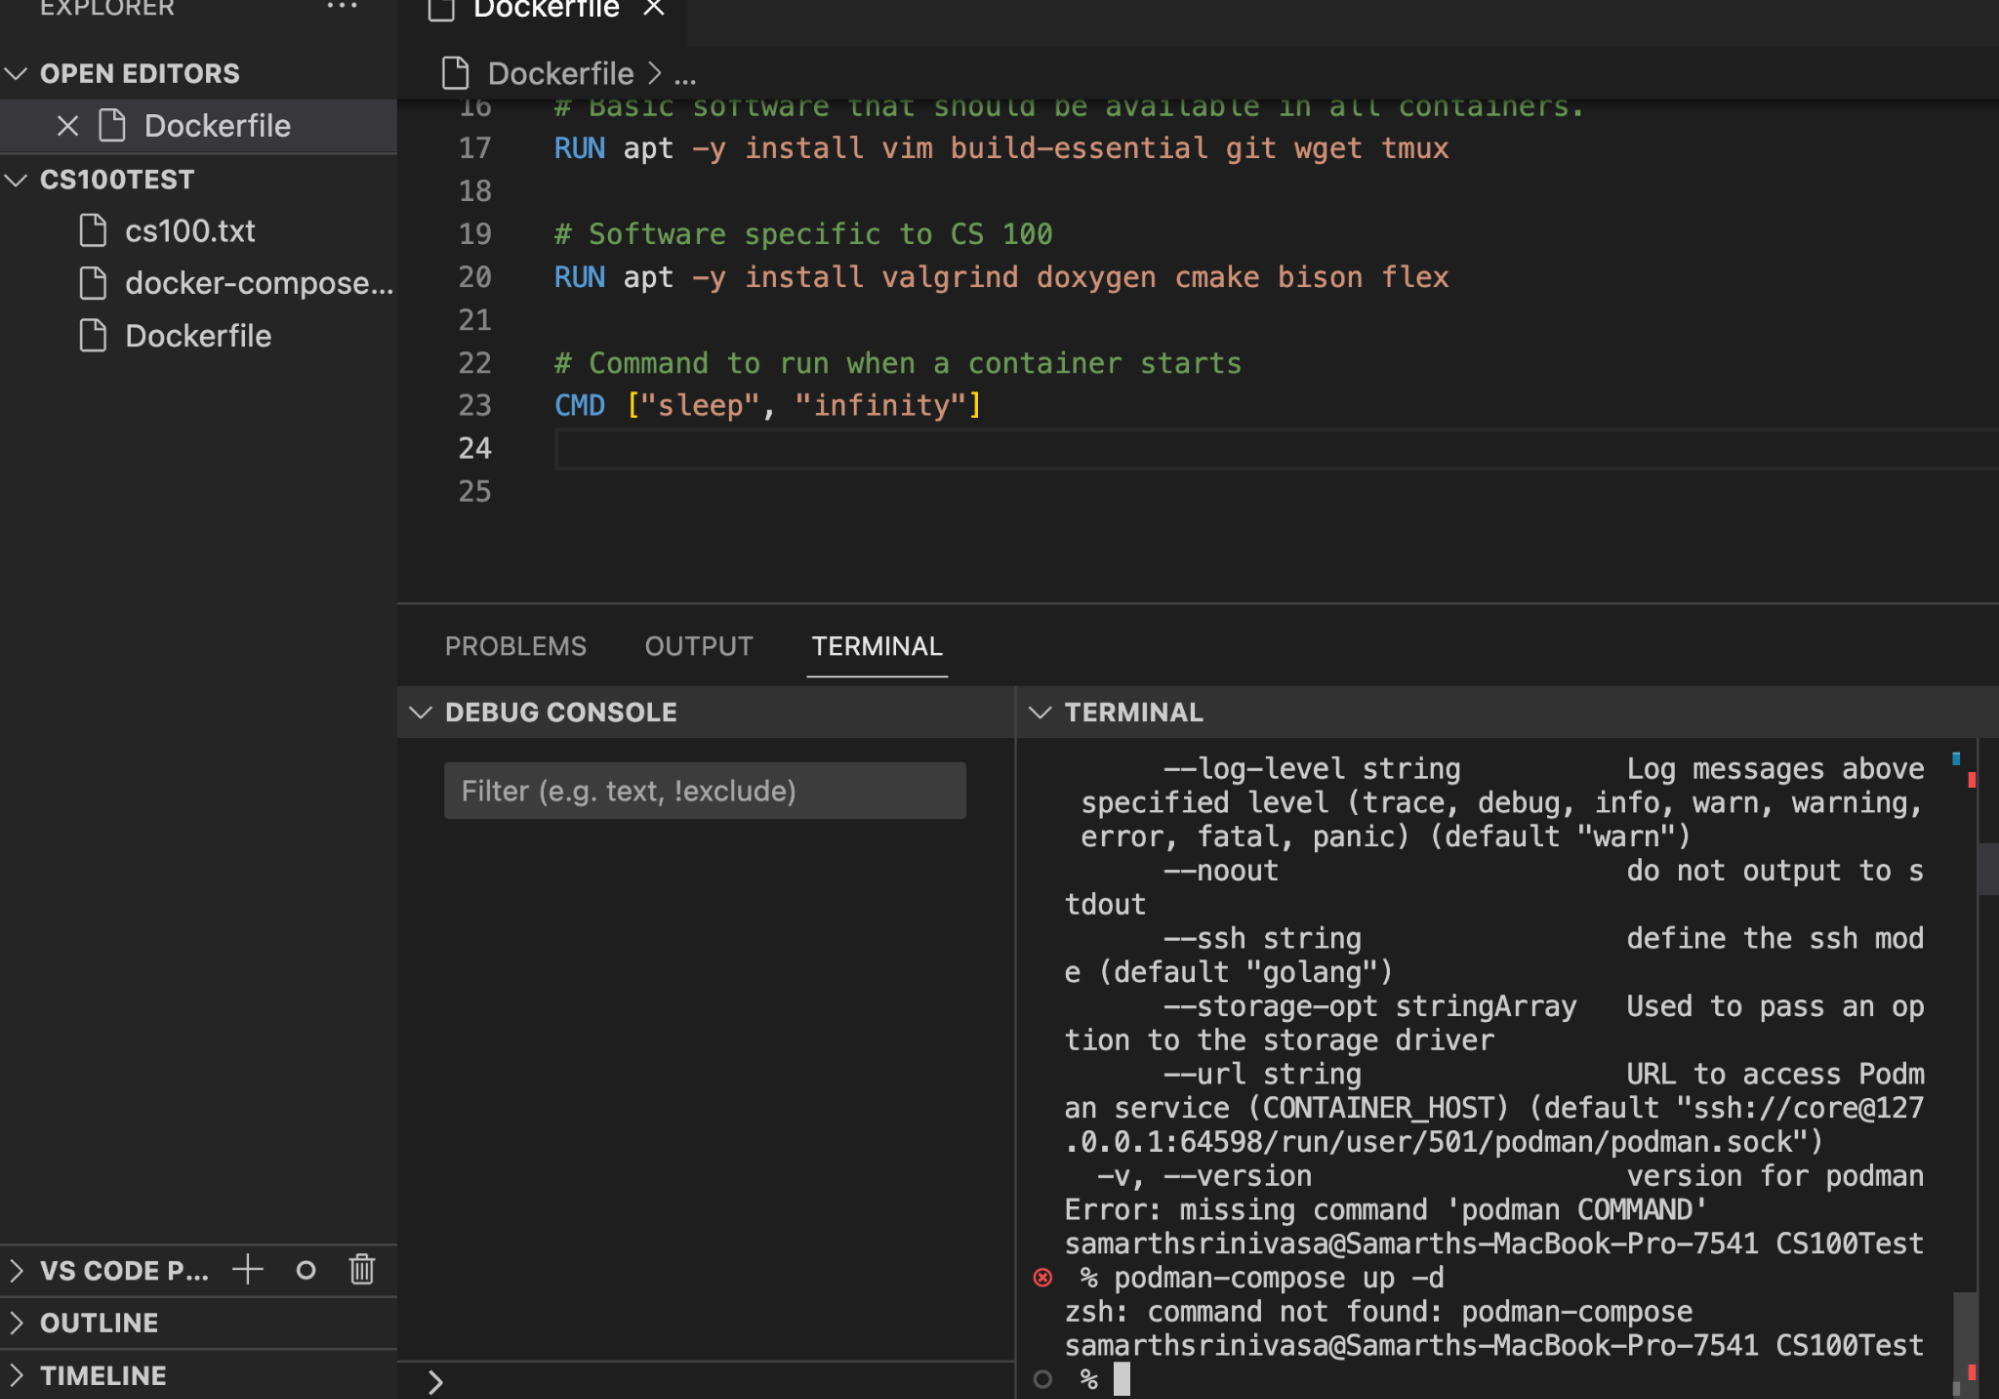 EXPLORER
...
OPEN EDITORS
Dockerfile
CS100TEST
cs100.txt
docker-compose...
Dockerfile
VS CODE P...
OUTLINE
TIMELINE
Dockerfile
Dockerfile > ...
16 # Basic software that should be available in all containers.
17 RUN apt -y install vim build-essential git wget tmux
18
19 # Software specific to CS 100
20 RUN apt -y install valgrind doxygen cmake bison flex
21
22 # Command to run when a container starts
23 CMD ["sleep", "infinity"]
24
25
PROBLEMS OUTPUT TERMINAL
DEBUG CONSOLE
Filter (e.g. text, !exclude)
>
TERMINAL
--log-level string Log messages above
specified level (trace, debug, info, warn, warning,
error, fatal, panic) (default "warn")
--noout do not output to s
tdout
--ssh string define the ssh mod
e (default "golang")
--storage-opt stringArray Used to pass an op
tion to the storage driver
--url string URL to access Podm
an service (CONTAINER_HOST) (default "ssh://core@127
.0.0.1:64598/run/user/501/podman/podman.sock")
-v, --version version for podman
Error: missing command 'podman COMMAND'
samarthsrinivasa@Samarths-MacBook-Pro-7541 CS100Test
% podman-compose up -d
zsh: command not found: podman-compose
samarthsrinivasa@Samarths-MacBook-Pro-7541 CS100Test
%